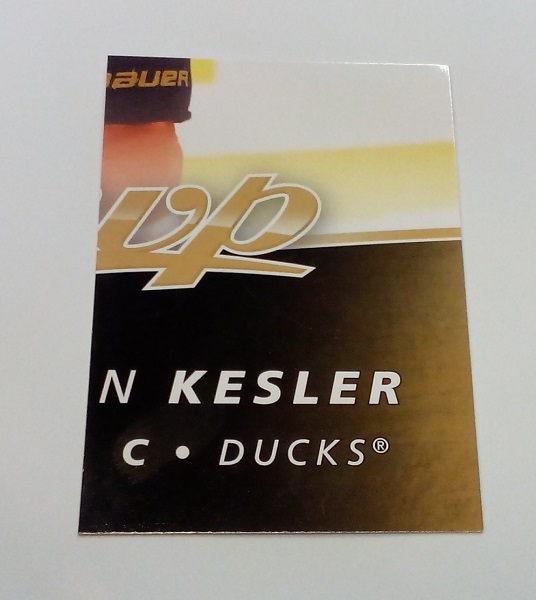 Bauer
up
N KESLER
C • DUCKS®